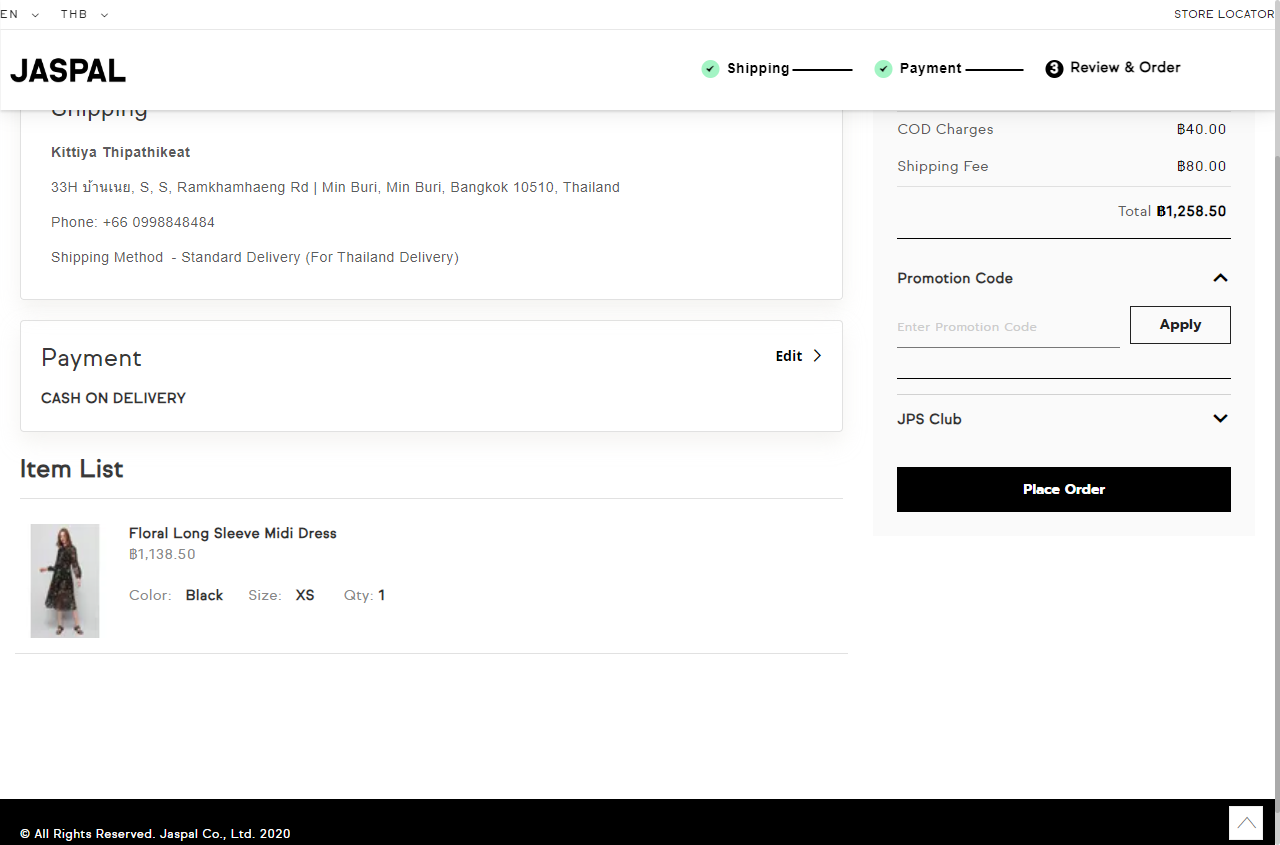 EN THB STORE LOCATOR
JASPAL
Shipping Payment 3 Review & Order
Shipping
Kittiya Thipathikeat
33H บ้านเนย, S, S, Ramkhamhaeng Rd | Min Buri, Min Buri, Bangkok 10510, Thailand
Phone: +66 0998848484
Shipping Method - Standard Delivery (For Thailand Delivery)
Payment Edit
CASH ON DELIVERY
Item List
Floral Long Sleeve Midi Dress
฿1,138.50
Color: Black Size: XS Qty: 1
COD Charges ฿40.00
Shipping Fee ฿80.00
Total ฿1,258.50
Promotion Code
Enter Promotion Code Apply
JPS Club
Place Order
© All Rights Reserved. Jaspal Co., Ltd. 2020